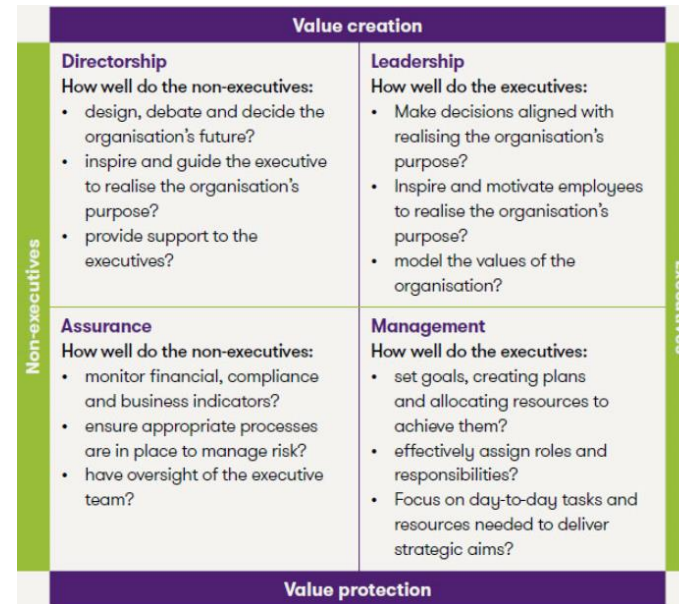 Value creation
Directorship
How well do the non-executives:
• design, debate and decide the
organisation's future?
• inspire and guide the executive
to realise the organisation's
purpose?
• provide support to the
executives?
Leadership
How well do the executives:
• Make decisions aligned with
realising the organisation's
purpose?
• Inspire and motivate employees
to realise the organisation's
purpose?
• model the values of the
organisation?
Non-executives
Assurance
How well do the non-executives:
• monitor financial, compliance
and business indicators?
• ensure appropriate processes
are in place to manage risk?
• have oversight of the executive
team?
Management
How well do the executives:
• set goals, creating plans
and allocating resources to
achieve them?
• effectively assign roles and
responsibilities?
• Focus on day-to-day tasks and
resources needed to deliver
strategic aims?
Value protection